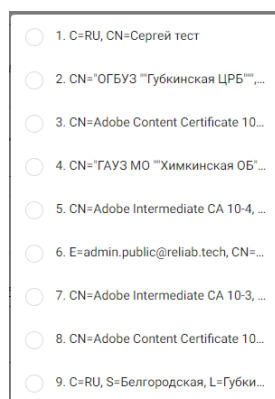 1. C=RU, CN=Сергей тест
2. CN="ОГБУЗ ""Губкинская ЦРБ""",...
3. CN=Adobe Content Certificate 10...
4. CN="ГАУЗ МО ""Химкинская ОБ"...
5. CN=Adobe Intermediate CA 10-4, ...
6. E=admin.public@reliab.tech, CN=...
7. CN=Adobe Intermediate CA 10-3, ...
8. CN=Adobe Content Certificate 10...
9. C=RU, S=Белгородская, L=Губки...